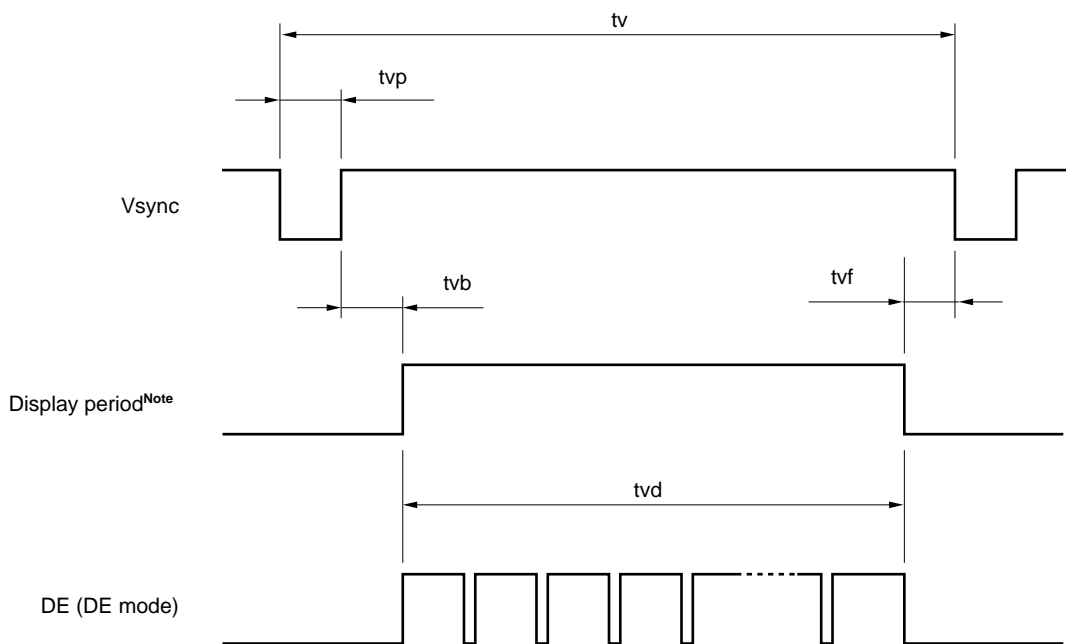 tv
tvp
Vsync
tvb
tvf
Display periodNote
tvd
DE (DE mode)